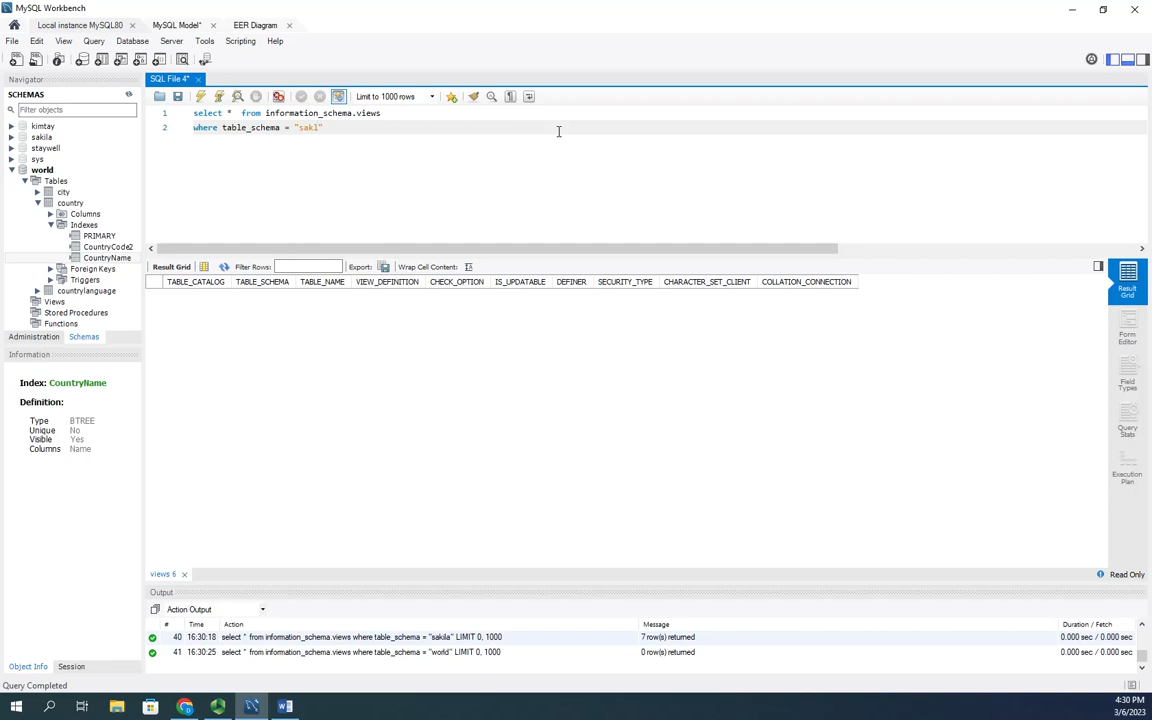 MySQL Workbench
Local instance MySQL80
MySQL Model*
EER Diagram
File Edit View Query Database Server Tools Scripting Help
Navigator
SCHEMAS
Filter objects
kimtay
sakila
staywell
sys
world
Tables
city
country
Columns
Indexes
PRIMARY
CountryCode2
CountryName
Foreign Keys
Triggers
countrylanguage
Views
Stored Procedures
Functions
Administration Schemas
Information
Index: CountryName
Definition:
Type BTREE
Unique No
Visible Yes
Columns Name
Object Info Session
SQL File 4*
Limit to 1000 rows
1 select * from information_schema.views
2 where table_schema = "sakl"
Result Grid Filter Rows: Export: Wrap Cell Content:
TABLE_CATALOG TABLE_SCHEMA TABLE_NAME VIEW_DEFINITION CHECK_OPTION IS_UPDATABLE DEFINER SECURITY_TYPE CHARACTER_SET_CLIENT COLLATION_CONNECTION
Result
Grid
Form
Editor
Field
Types
Query
Stats
Execution
Plan
views 6
Read Only
Output
Action Output
# Time Action Message Duration / Fetch
40 16:30:18 select * from information_schema.views where table_schema = "sakila" LIMIT 0, 1000 7 row(s) returned 0.000 sec / 0.000 sec
41 16:30:25 select * from information_schema.views where table_schema = "world" LIMIT 0, 1000 0 row(s) returned 0.000 sec / 0.000 sec
Query Completed
4:30 PM
3/6/2023